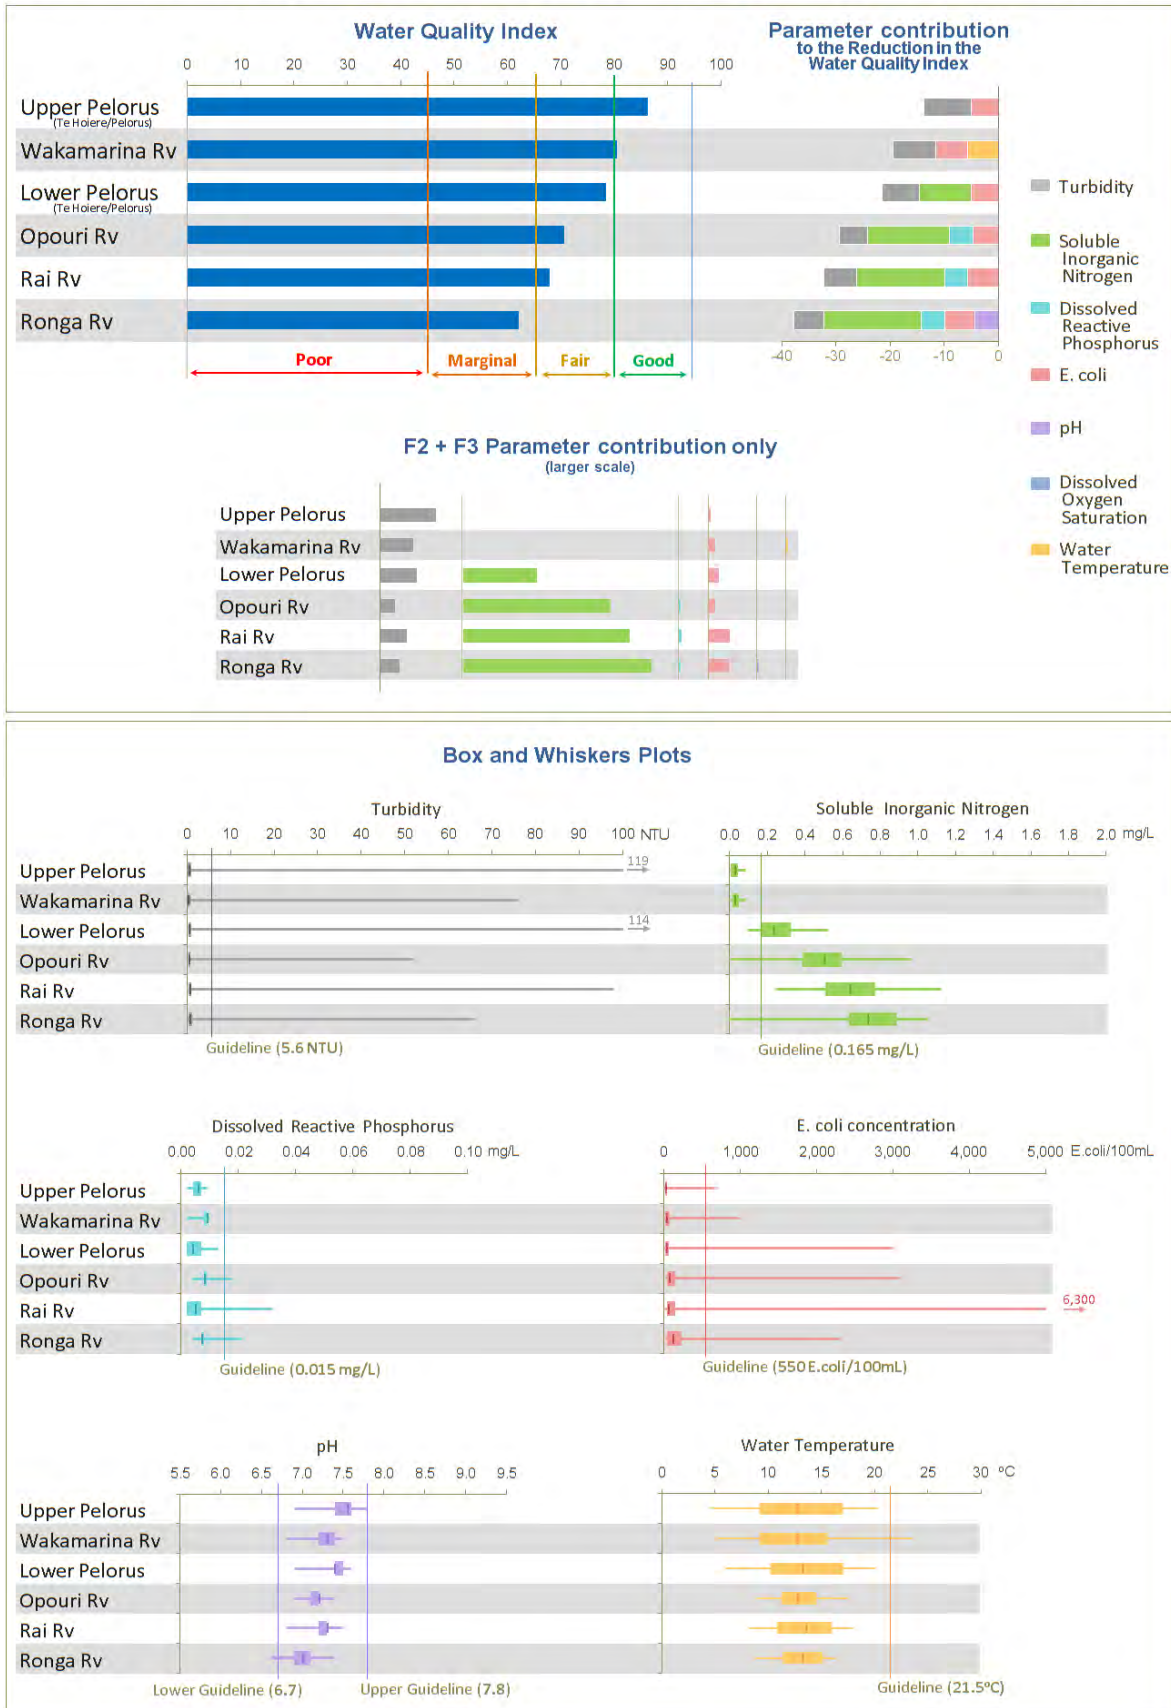 Water Quality Index
Parameter contribution
to the Reduction in the
Water Quality Index
0 10 20 30 40 50 60 70 80 90 100
Upper Pelorus
(Te Hoiere/Pelorus)
Wakamarina Rv
Lower Pelorus
(Te Hoiere/Pelorus)
Opouri Rv
Rai Rv
Ronga Rv
Poor Marginal Fair Good
-40 -30 -20 -10 0
Turbidity
Soluble
Inorganic
Nitrogen
Dissolved
Reactive
Phosphorus
E. coli
pH
Dissolved
Oxygen
Saturation
Water
Temperature
F2 + F3 Parameter contribution only
(larger scale)
Upper Pelorus
Wakamarina Rv
Lower Pelorus
Opouri Rv
Rai Rv
Ronga Rv
Box and Whiskers Plots
Turbidity
0 10 20 30 40 50 60 70 80 90 100 NTU
Upper Pelorus
119
Wakamarina Rv
Lower Pelorus
114
Opouri Rv
Rai Rv
Ronga Rv
Guideline (5.6 NTU)
Soluble Inorganic Nitrogen
0.0 0.2 0.4 0.6 0.8 1.0 1.2 1.4 1.6 1.8 2.0 mg/L
Guideline (0.165 mg/L)
Dissolved Reactive Phosphorus
0.00 0.02 0.04 0.06 0.08 0.10 mg/L
Upper Pelorus
Wakamarina Rv
Lower Pelorus
Opouri Rv
Rai Rv
Ronga Rv
Guideline (0.015 mg/L)
E. coli concentration
0 1,000 2,000 3,000 4,000 5,000 E.coli/100mL
6,300
Guideline (550 E.coli/100mL)
pH
5.5 6.0 6.5 7.0 7.5 8.0 8.5 9.0 9.5
Upper Pelorus
Wakamarina Rv
Lower Pelorus
Opouri Rv
Rai Rv
Ronga Rv
Lower Guideline (6.7) Upper Guideline (7.8)
Water Temperature
0 5 10 15 20 25 30 ºC
Guideline (21.5ºC)